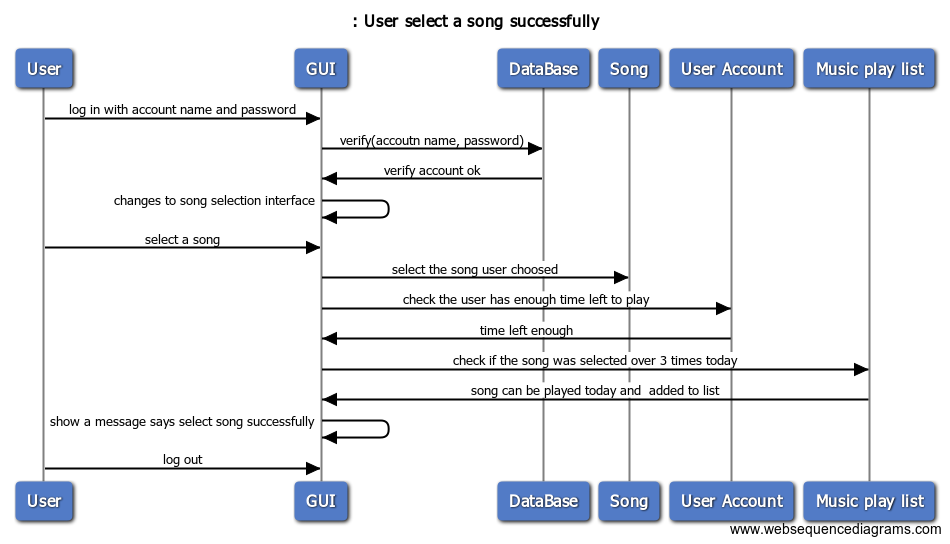 : User select a song successfully
User
GUI
DataBase
Song
User Account
Music play list
log in with account name and password
verify(accoutn name, password)
verify account ok
changes to song selection interface
select a song
select the song user choosed
check the user has enough time left to play
time left enough
check if the song was selected over 3 times today
song can be played today and  added to list
show a message says select song successfully
log out
User
GUI
DataBase
Song
User Account
Music play list
www.websequencediagrams.com